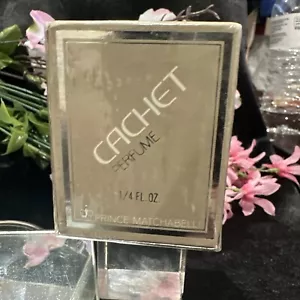 CACHET
PERFUME
1/4 FL. OZ.
PRINCE MATCHABELLI